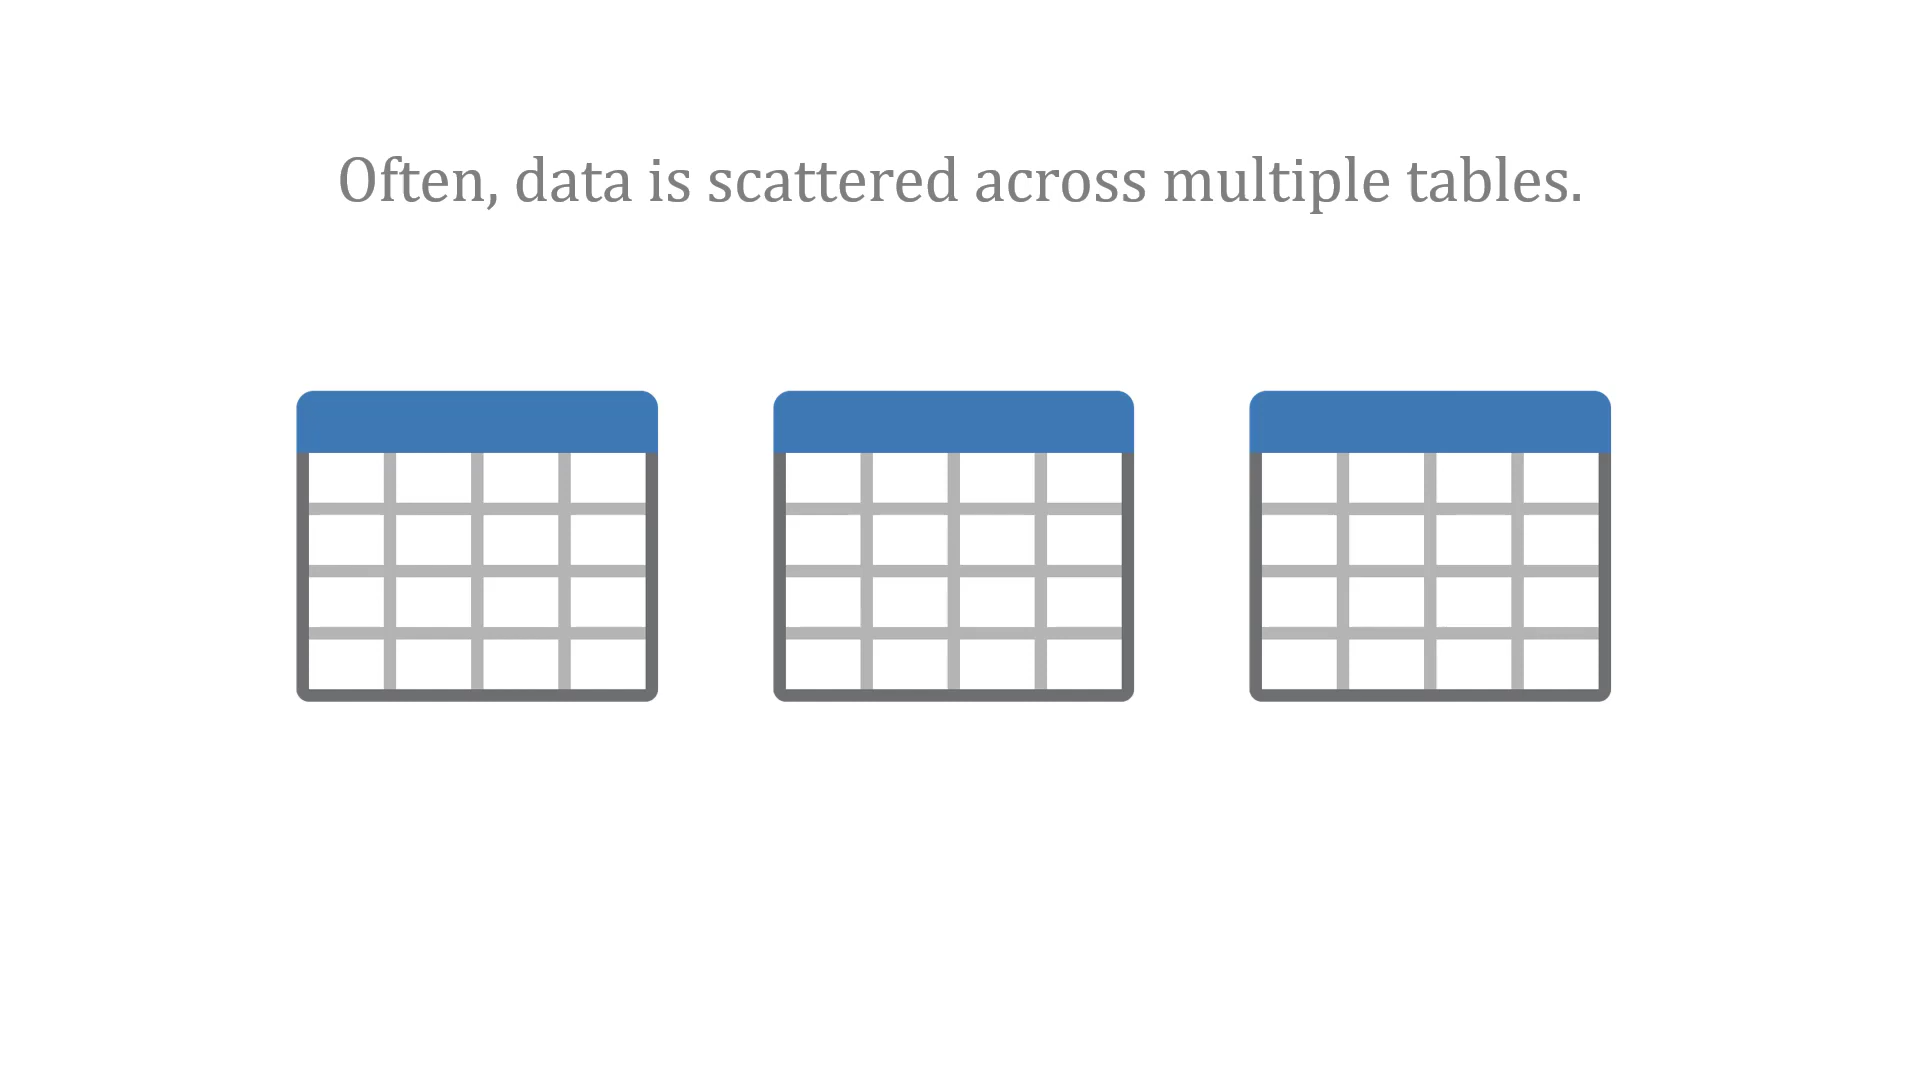 Often, data is scattered across multiple tables.